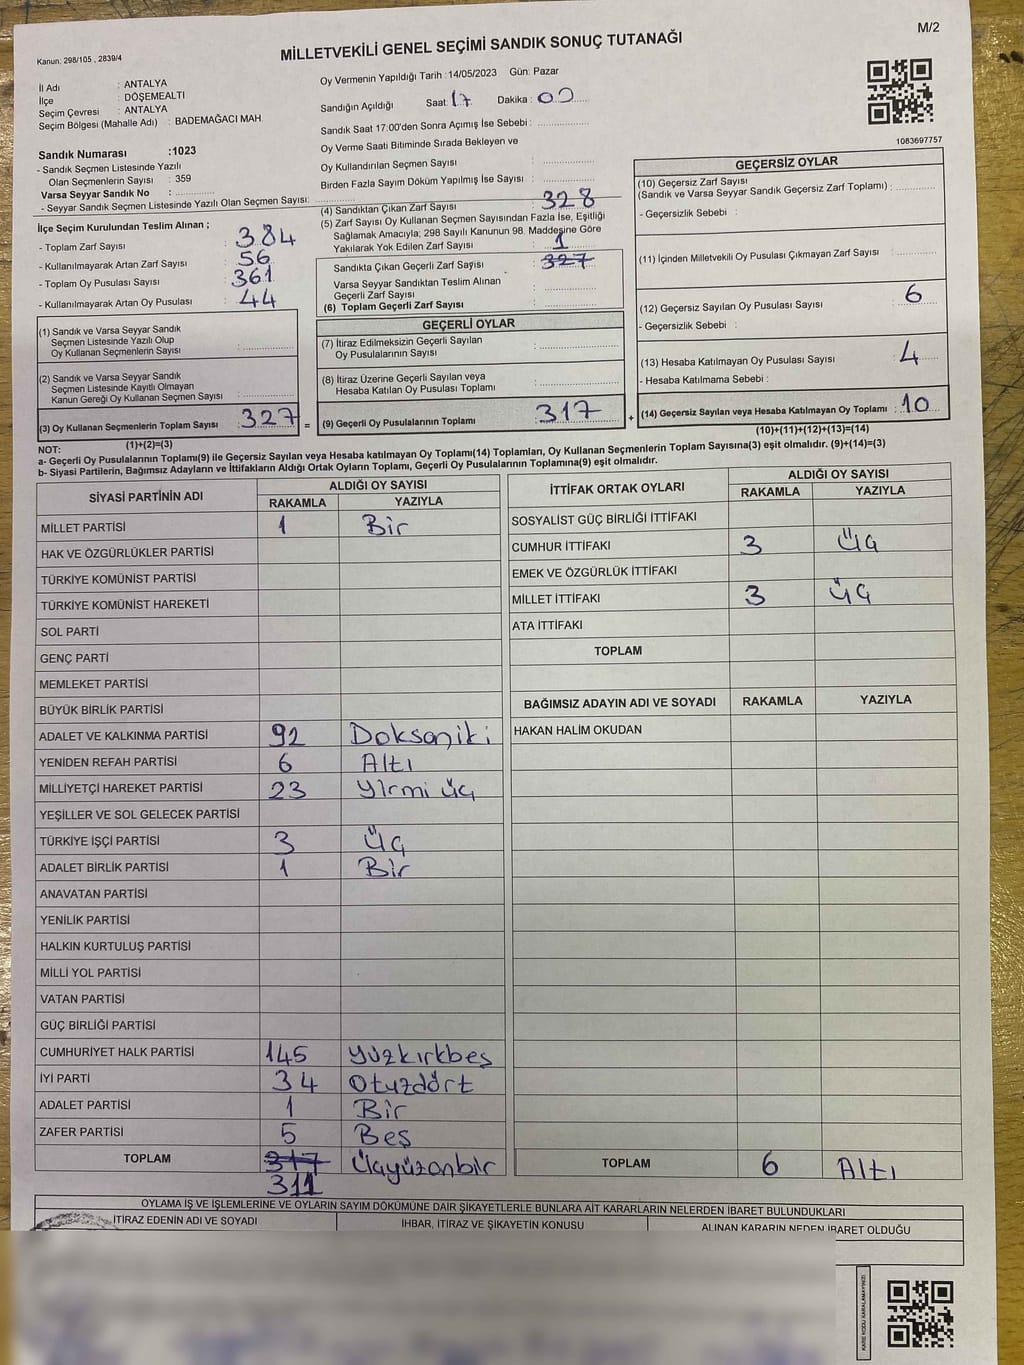 M/2
Kanun: 298/105 , 2839/4
MİLLETVEKİLİ GENEL SEÇİMİ SANDIK SONUÇ TUTANAĞI
İl Adı : ANTALYA
İlçe : DÖŞEMEALTI
Seçim Çevresi : ANTALYA
Seçim Bölgesi (Mahalle Adı) : BADEMAĞACI MAH.
Sandık Numarası :1023
- Sandık Seçmen Listesinde Yazılı
Olan Seçmenlerin Sayısı : 359
Varsa Seyyar Sandık No :
- Seyyar Sandık Seçmen Listesinde Yazılı Olan Seçmen Sayısı:
Oy Vermenin Yapıldığı Tarih : 14/05/2023 Gün: Pazar
Sandığın Açıldığı Saat: 17 Dakika : 00
Sandık Saat 17:00'den Sonra Açımış İse Sebebi :
Oy Verme Saati Bitiminde Sırada Bekleyen ve
Oy Kullandırılan Seçmen Sayısı :
Birden Fazla Sayım Döküm Yapılmış İse Sayısı :
1083697757
İlçe Seçim Kurulundan Teslim Alınan ;
- Toplam Zarf Sayısı : 384
- Kullanılmayarak Artan Zarf Sayısı : 56
- Toplam Oy Pusulası Sayısı : 361
- Kullanılmayarak Artan Oy Pusulası : 44
(1) Sandık ve Varsa Seyyar Sandık
Seçmen Listesinde Yazılı Olup
Oy Kullanan Seçmenlerin Sayısı :
(2) Sandık ve Varsa Seyyar Sandık
Seçmen Listesinde Kayıtlı Olmayan
Kanun Gereği Oy Kullanan Seçmen Sayısı :
(3) Oy Kullanan Seçmenlerin Toplam Sayısı : 327 =
(1)+(2)=(3)
(4) Sandıktan Çıkan Zarf Sayısı : 328
(5) Zarf Sayısı Oy Kullanan Seçmen Sayısından Fazla İse, Eşitliği
Sağlamak Amacıyla; 298 Sayılı Kanunun 98. Maddesine Göre
Yakılarak Yok Edilen Zarf Sayısı : 1
Sandıkta Çıkan Geçerli Zarf Sayısı : 327
Varsa Seyyar Sandıktan Teslim Alınan
Geçerli Zarf Sayısı :
(6) Toplam Geçerli Zarf Sayısı :
GEÇERLİ OYLAR
(7) İtiraz Edilmeksizin Geçerli Sayılan
Oy Pusulalarının Sayısı :
(8) İtiraz Üzerine Geçerli Sayılan veya
Hesaba Katılan Oy Pusulası Toplamı :
(9) Geçerli Oy Pusulalarının Toplamı : 317 +
GEÇERSİZ OYLAR
(10) Geçersiz Zarf Sayısı
(Sandık ve Varsa Seyyar Sandık Geçersiz Zarf Toplamı) :
- Geçersizlik Sebebi :
(11) İçinden Milletvekili Oy Pusulası Çıkmayan Zarf Sayısı :
(12) Geçersiz Sayılan Oy Pusulası Sayısı : 6
- Geçersizlik Sebebi :
(13) Hesaba Katılmayan Oy Pusulası Sayısı : 4
- Hesaba Katılmama Sebebi :
(14) Geçersiz Sayılan veya Hesaba Katılmayan Oy Toplamı : 10
(10)+(11)+(12)+(13)=(14)
NOT:
a- Geçerli Oy Pusulalarının Toplamı(9) ile Geçersiz Sayılan veya Hesaba katılmayan Oy Toplamı(14) Toplamları, Oy Kullanan Seçmenlerin Toplam Sayısına(3) eşit olmalıdır. (9)+(14)=(3)
b- Siyasi Partilerin, Bağımsız Adayların ve İttifakların Aldığı Ortak Oyların Toplamı, Geçerli Oy Pusulalarının Toplamına(9) eşit olmalıdır.
SİYASİ PARTİNİN ADI ALDIĞI OY SAYISI
RAKAMLA YAZIYLA
MİLLET PARTİSİ 1 Bir
HAK VE ÖZGÜRLÜKLER PARTİSİ
TÜRKİYE KOMÜNİST PARTİSİ
TÜRKİYE KOMÜNİST HAREKETİ
SOL PARTİ
GENÇ PARTİ
MEMLEKET PARTİSİ
BÜYÜK BİRLİK PARTİSİ
ADALET VE KALKINMA PARTİSİ 92 Doksaniki
YENİDEN REFAH PARTİSİ 6 Altı
MİLLİYETÇİ HAREKET PARTİSİ 23 Yirmi üç
YEŞİLLER VE SOL GELECEK PARTİSİ
TÜRKİYE İŞÇİ PARTİSİ 3 Üç
ADALET BİRLİK PARTİSİ 1 Bir
ANAVATAN PARTİSİ
YENİLİK PARTİSİ
HALKIN KURTULUŞ PARTİSİ
MİLLİ YOL PARTİSİ
VATAN PARTİSİ
GÜÇ BİRLİĞİ PARTİSİ
CUMHURİYET HALK PARTİSİ 145 Yüzkırkbeş
İYİ PARTİ 34 Otuzdört
ADALET PARTİSİ 1 Bir
ZAFER PARTİSİ 5 Beş
TOPLAM 317 Üçyüzonbir
311
İTTİFAK ORTAK OYLARI ALDIĞI OY SAYISI
RAKAMLA YAZIYLA
SOSYALİST GÜÇ BİRLİĞİ İTTİFAKI
CUMHUR İTTİFAKI 3 Üç
EMEK VE ÖZGÜRLÜK İTTİFAKI
MİLLET İTTİFAKI 3 Üç
ATA İTTİFAKI
TOPLAM
BAĞIMSIZ ADAYIN ADI VE SOYADI RAKAMLA YAZIYLA
HAKAN HALİM OKUDAN
TOPLAM 6 Altı
OYLAMA İŞ VE İŞLEMLERİNE VE OYLARIN SAYIM DÖKÜMÜNE DAİR ŞİKAYETLERLE BUNLARA AİT KARARLARIN NELERDEN İBARET BULUNDUKLARI
İTİRAZ EDENİN ADI VE SOYADI İHBAR, İTİRAZ VE ŞİKAYETİN KONUSU ALINAN KARARIN NEDEN İBARET OLDUĞU
KARE KODU KARALAMAYINIZ!